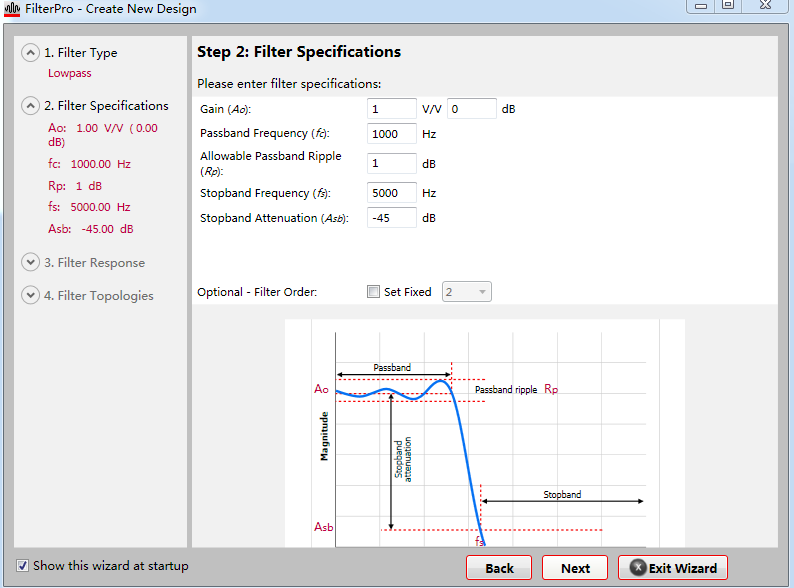 FilterPro - Create New Design
1. Filter Type
Lowpass
2. Filter Specifications
Ao: 1.00 V/V ( 0.00
dB)
fc: 1000.00 Hz
Rp: 1 dB
fs: 5000.00 Hz
Asb: -45.00 dB
3. Filter Response
4. Filter Topologies
Step 2: Filter Specifications
Please enter filter specifications:
Gain (Ao): 1 V/V 0 dB
Passband Frequency (fc): 1000 Hz
Allowable Passband Ripple
(Rp): 1 dB
Stopband Frequency (fs): 5000 Hz
Stopband Attenuation (Asb): -45 dB
Optional - Filter Order: Set Fixed 2
Passband
Ao
Passband ripple Rp
Magnitude
Stopband
attenuation
Stopband
Asb
fs
Show this wizard at startup
Back Next Exit Wizard